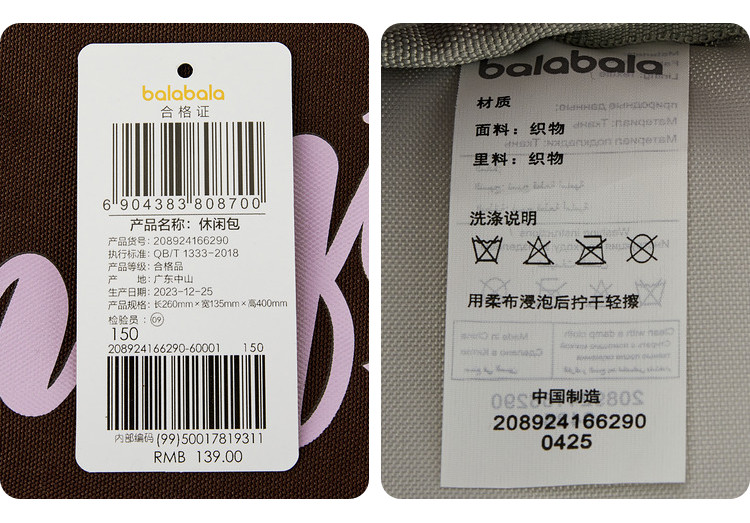 balabala
合格证
6 904383 808700
产品名称：休闲包
产品货号：208924166290
执行标准：QB/T 1333-2018
产品等级：合格品
产 地：广东中山
生产日期：2023-12-25
产品规格：长260mm×宽135mm×高400mm
检验员：09
150
208924166290-60001 150
内部编码 (99)50017819311
RMB 139.00
balabala
材质
面料：织物
里料：织物
洗涤说明
用柔布浸泡后拧干轻擦
中国制造
208924166290
0425